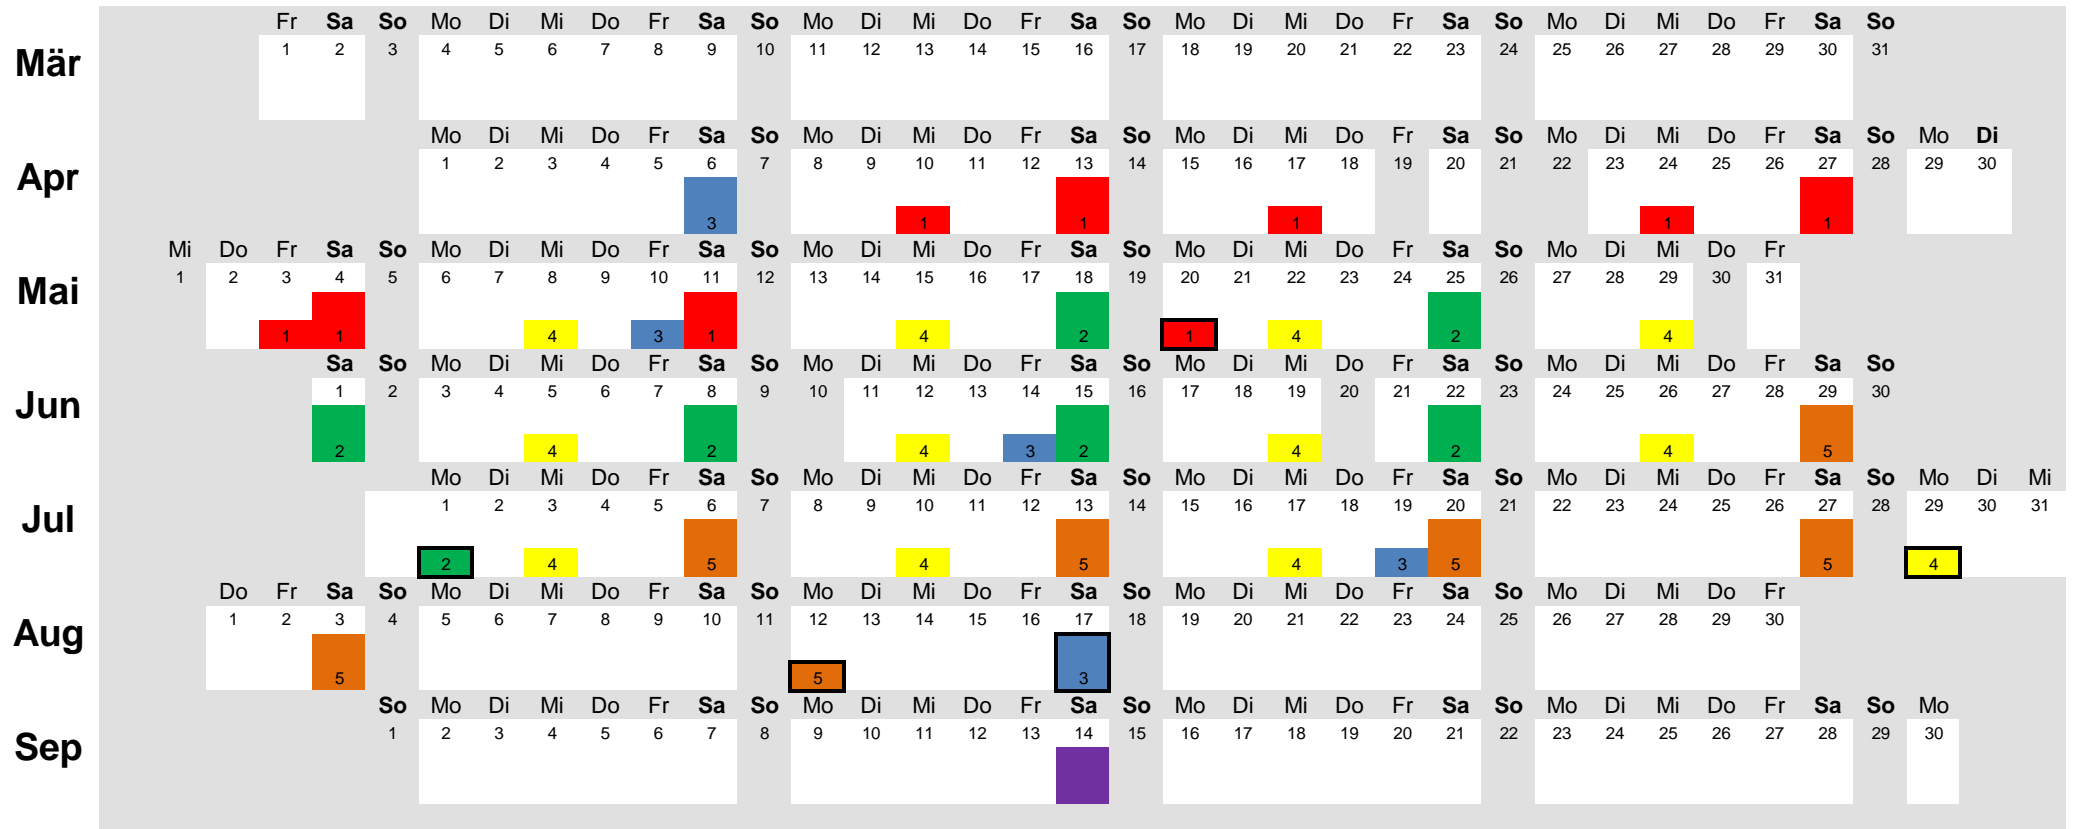 Fr Sa So Mo Di Mi Do Fr Sa So Mo Di Mi Do Fr Sa So Mo Di Mi Do Fr Sa So Mo Di Mi Do Fr Sa So
Mär
1 2 3 4 5 6 7 8 9 10 11 12 13 14 15 16 17 18 19 20 21 22 23 24 25 26 27 28 29 30 31
Mo Di Mi Do Fr Sa So Mo Di Mi Do Fr Sa So Mo Di Mi Do Fr Sa So Mo Di Mi Do Fr Sa So Mo Di
Apr
1 2 3 4 5 6 7 8 9 10 11 12 13 14 15 16 17 18 19 20 21 22 23 24 25 26 27 28 29 30
3 1 1 1 1 1
Mi Do Fr Sa So Mo Di Mi Do Fr Sa So Mo Di Mi Do Fr Sa So Mo Di Mi Do Fr Sa So Mo Di Mi Do Fr
Mai
1 2 3 4 5 6 7 8 9 10 11 12 13 14 15 16 17 18 19 20 21 22 23 24 25 26 27 28 29 30 31
1 1 4 3 1 4 2 1 4 2 4
Sa So Mo Di Mi Do Fr Sa So Mo Di Mi Do Fr Sa So Mo Di Mi Do Fr Sa So Mo Di Mi Do Fr Sa So
Jun
1 2 3 4 5 6 7 8 9 10 11 12 13 14 15 16 17 18 19 20 21 22 23 24 25 26 27 28 29 30
2 4 2 4 3 2 4 2 4 5
Mo Di Mi Do Fr Sa So Mo Di Mi Do Fr Sa So Mo Di Mi Do Fr Sa So Mo Di Mi Do Fr Sa So Mo Di Mi
Jul
1 2 3 4 5 6 7 8 9 10 11 12 13 14 15 16 17 18 19 20 21 22 23 24 25 26 27 28 29 30 31
2 4 5 4 5 4 3 5 5 4
Do Fr Sa So Mo Di Mi Do Fr Sa So Mo Di Mi Do Fr Sa So Mo Di Mi Do Fr Sa So Mo Di Mi Do Fr
Aug
1 2 3 4 5 6 7 8 9 10 11 12 13 14 15 16 17 18 19 20 21 22 23 24 25 26 27 28 29 30
5 5 3
So Mo Di Mi Do Fr Sa So Mo Di Mi Do Fr Sa So Mo Di Mi Do Fr Sa So Mo Di Mi Do Fr Sa So Mo
Sep
1 2 3 4 5 6 7 8 9 10 11 12 13 14 15 16 17 18 19 20 21 22 23 24 25 26 27 28 29 30